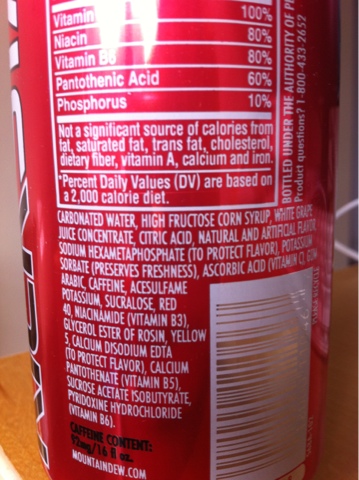 Vitamin 100%
Niacin 80%
Vitamin B6 80%
Pantothenic Acid 60%
Phosphorus 10%
Not a significant source of calories from
fat, saturated fat, trans fat, cholesterol,
dietary fiber, vitamin A, calcium and iron.
*Percent Daily Values (DV) are based on
a 2,000 calorie diet.
CARBONATED WATER, HIGH FRUCTOSE CORN SYRUP, WHITE GRAPE
JUICE CONCENTRATE, CITRIC ACID, NATURAL AND ARTIFICIAL FLAVOR,
SODIUM HEXAMETAPHOSPHATE (TO PROTECT FLAVOR), POTASSIUM
SORBATE (PRESERVES FRESHNESS), ASCORBIC ACID (VITAMIN C), GUM
ARABIC, CAFFEINE, ACESULFAME
POTASSIUM, SUCRALOSE, RED
40, NIACINAMIDE (VITAMIN B3),
GLYCEROL ESTER OF ROSIN, YELLOW
5, CALCIUM DISODIUM EDTA
(TO PROTECT FLAVOR), CALCIUM
PANTOTHENATE (VITAMIN B5),
SUCROSE ACETATE ISOBUTYRATE,
PYRIDOXINE HYDROCHLORIDE
(VITAMIN B6).
CAFFEINE CONTENT:
92mg/16 fl oz.
MOUNTAINDEW.COM
BOTTLED UNDER THE AUTHORITY OF
Product questions? 1-800-433-2652